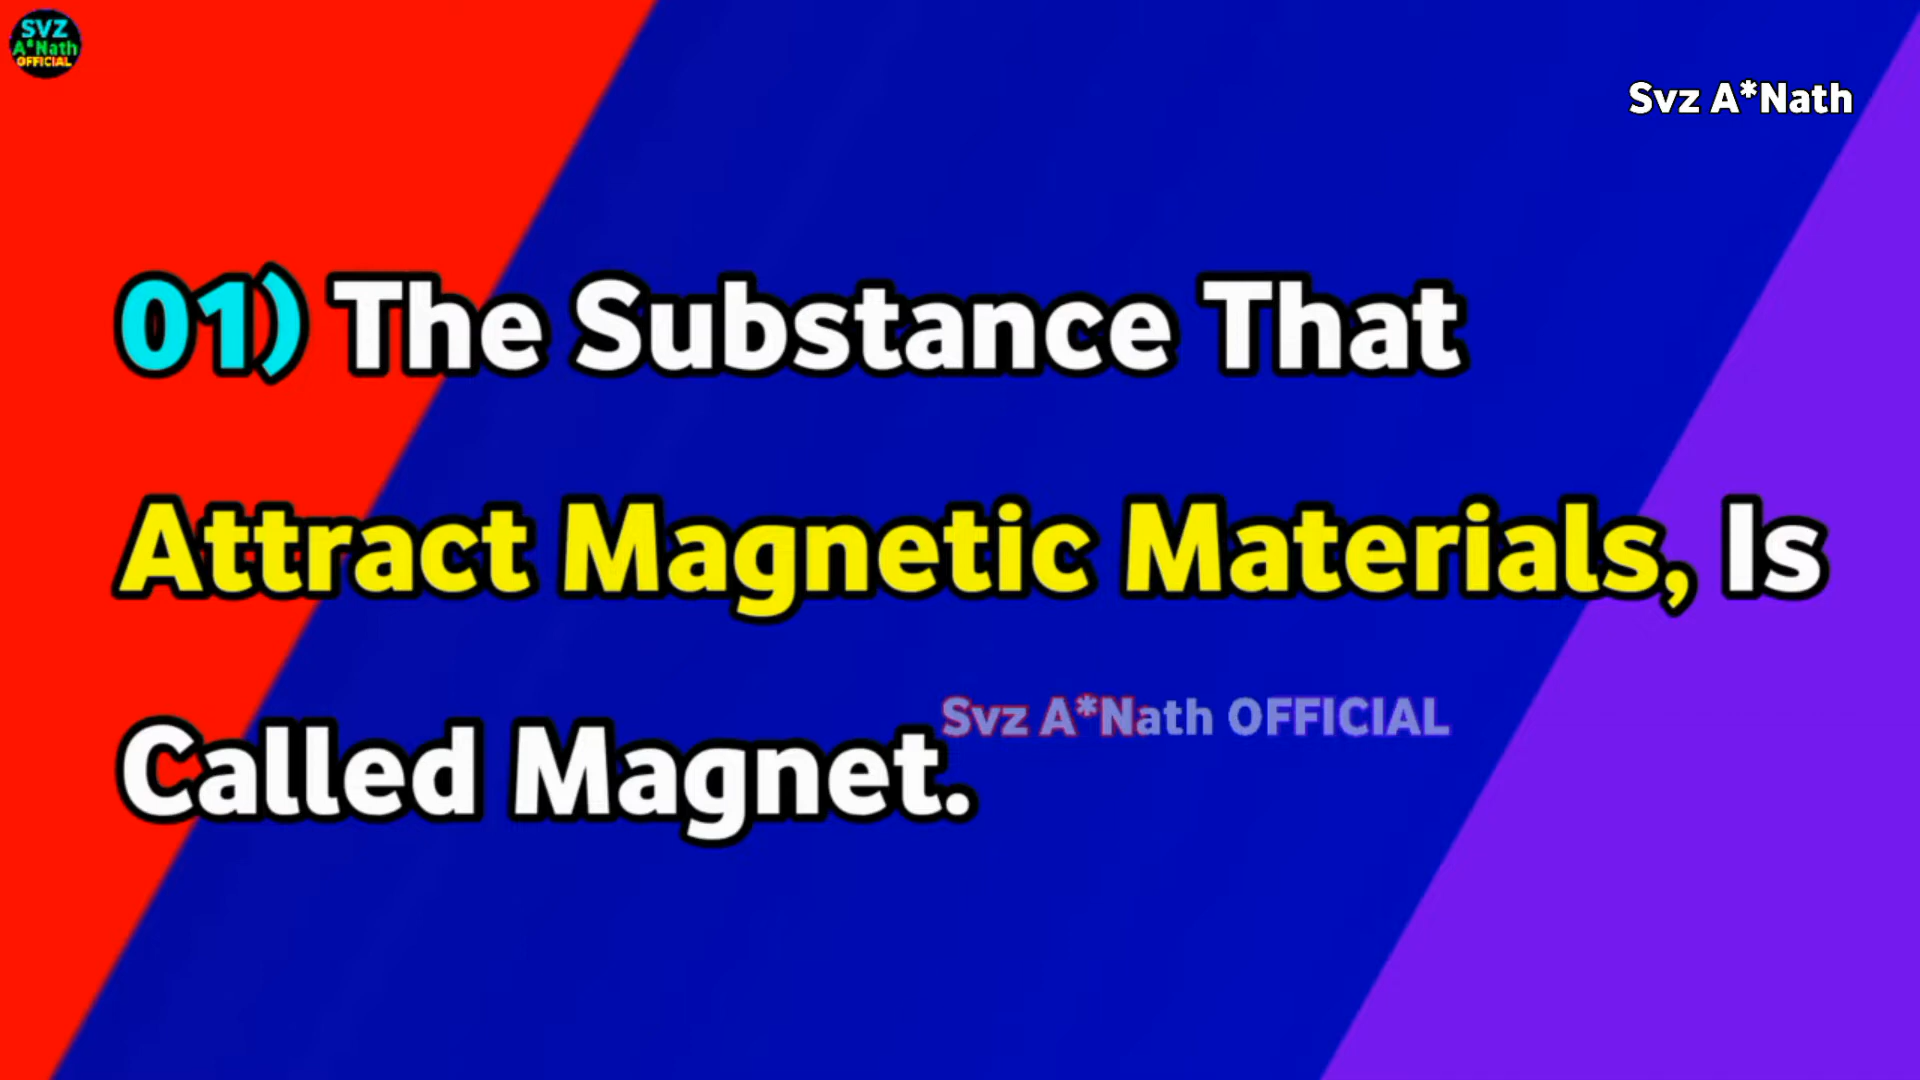 SVZ
A*Nath
OFFICIAL
Svz A*Nath
01) The Substance That
Attract Magnetic Materials, Is
Called Magnet.
Svz A*Nath OFFICIAL